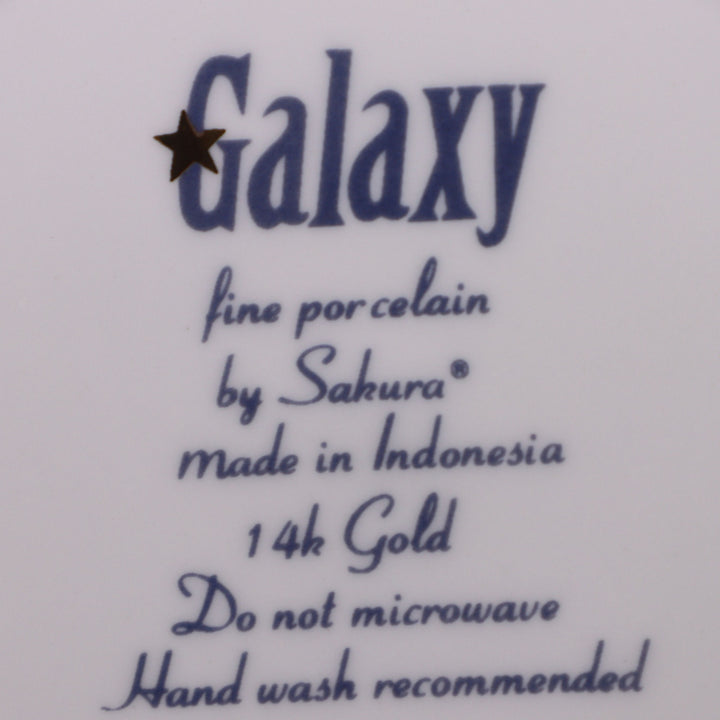 Galaxy
fine porcelain
by Sakura®
made in Indonesia
14k Gold
Do not microwave
Hand wash recommended